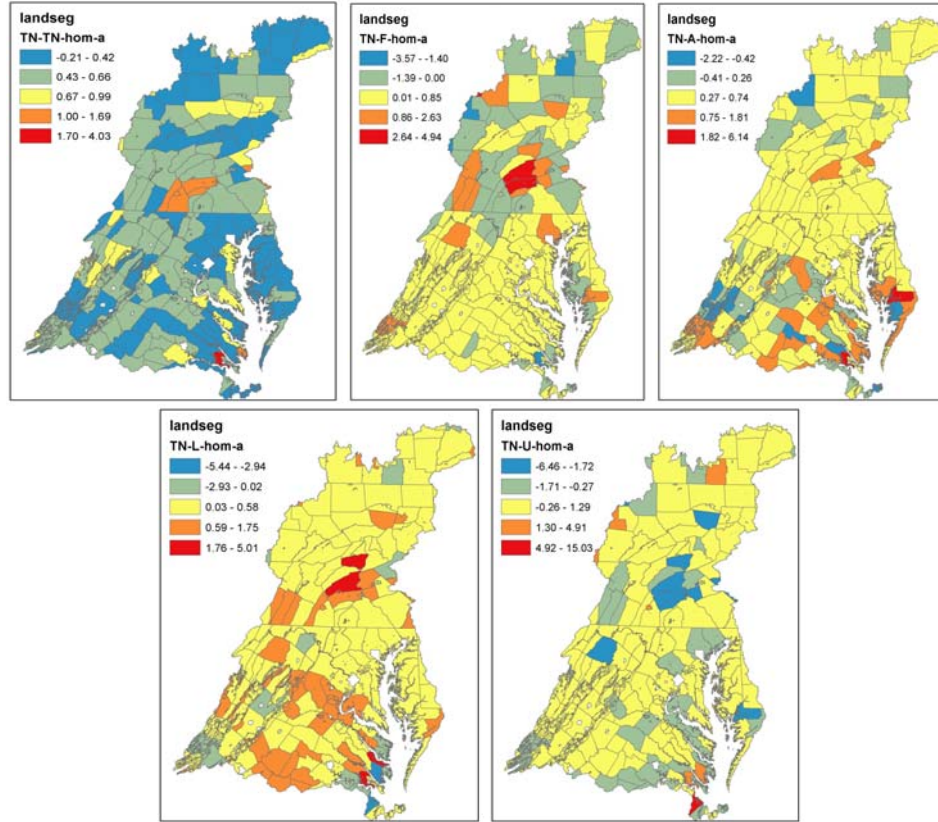 landseg
TN-TN-hom-a
-0.21 - 0.42
0.43 - 0.66
0.67 - 0.99
1.00 - 1.69
1.70 - 4.03
landseg
TN-F-hom-a
-3.57 - -1.40
-1.39 - 0.00
0.01 - 0.85
0.86 - 2.63
2.64 - 4.94
landseg
TN-A-hom-a
-2.22 - -0.42
-0.41 - 0.26
0.27 - 0.74
0.75 - 1.81
1.82 - 6.14
landseg
TN-L-hom-a
-5.44 - -2.94
-2.93 - 0.02
0.03 - 0.58
0.59 - 1.75
1.76 - 5.01
landseg
TN-U-hom-a
-6.46 - -1.72
-1.71 - -0.27
-0.26 - 1.29
1.30 - 4.91
4.92 - 15.03